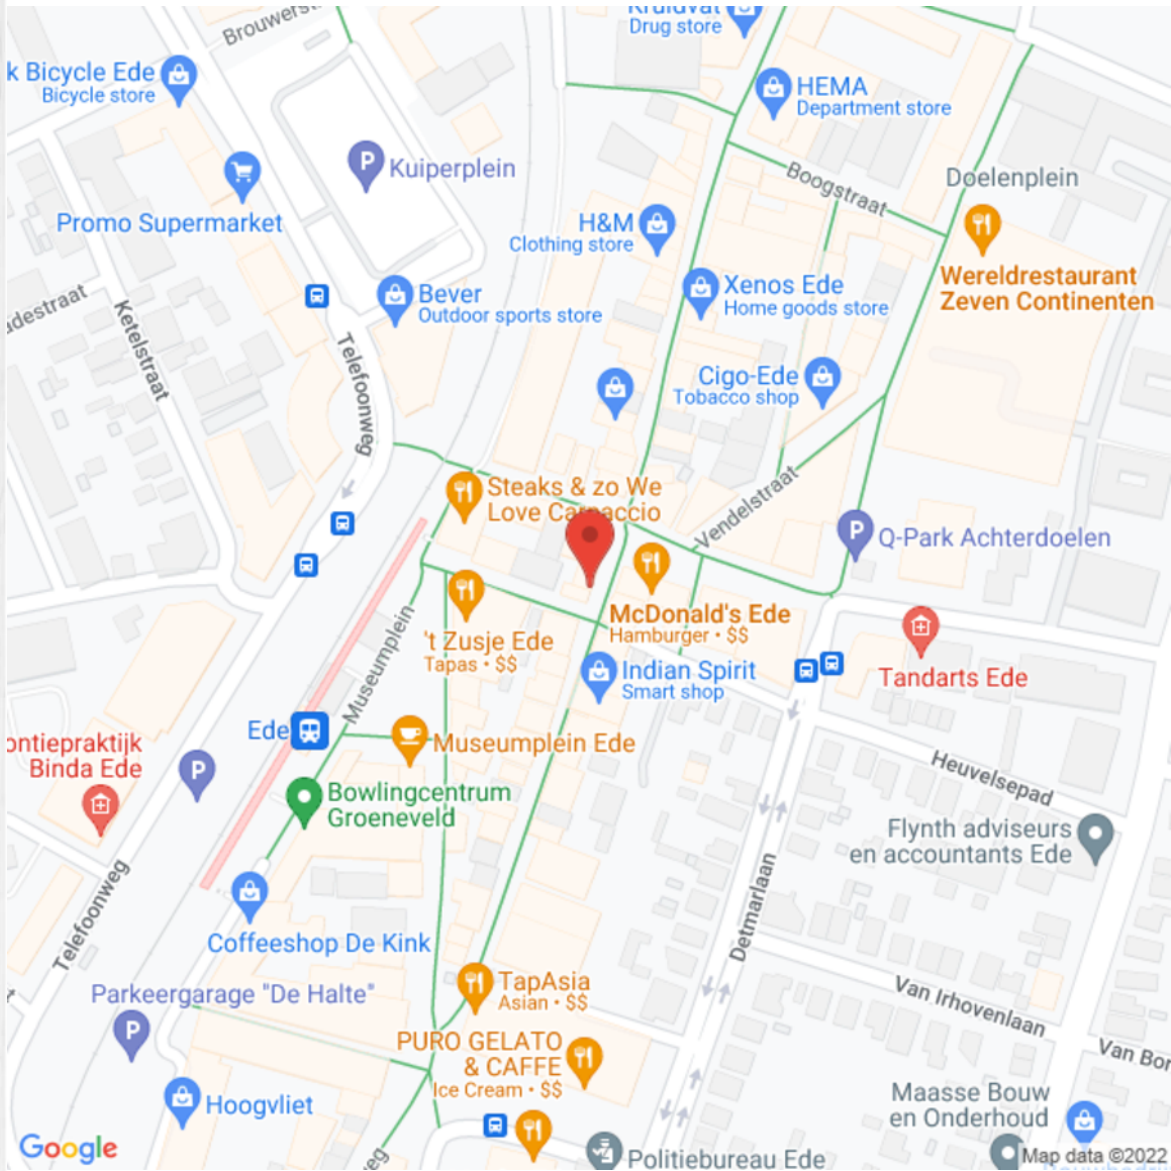 Brouwerst
Kruidvat
Drug store
k Bicycle Ede
Bicycle store
HEMA
Department store
P
Kuiperplein
Boogstraat
Doelenplein
Promo Supermarket
H&M
Clothing store
Wereldrestaurant
Zeven Continenten
Xenos Ede
Home goods store
Bever
Outdoor sports store
adestraat
Ketelstraat
Telefoonweg
Cigo-Ede
Tobacco shop
Steaks & zo We
Love Carpaccio
Vendelstraat
P
Q-Park Achterdoelen
McDonald's Ede
Hamburger • $$
't Zusje Ede
Tapas • $$
Indian Spirit
Smart shop
Tandarts Ede
Museumplein
Ede
Museumplein Ede
ontiepraktijk
Binda Ede
P
Heuvelsepad
Bowlingcentrum
Groeneveld
Flynth adviseurs
en accountants Ede
Telefoonweg
Detmarlaan
Coffeeshop De Kink
TapAsia
Asian • $$
Parkeergarage "De Halte"
P
Van Irhovenlaan
Van Bor
PURO GELATO
& CAFFE
Ice Cream • $$
Hoogvliet
Maasse Bouw
en Onderhoud
Google
eg
Politiebureau Ede
Map data ©2022